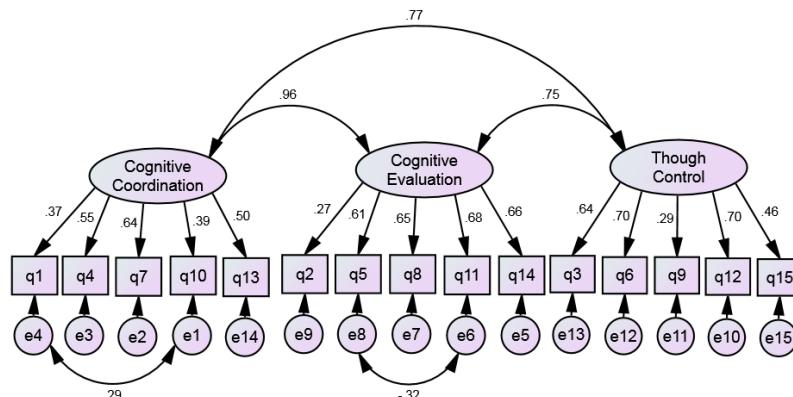 .77
.96
.75
Cognitive
Coordination
Cognitive
Evaluation
Though
Control
.37
.55
.64
.39
.50
.27
.61
.65
.68
.66
.64
.70
.29
.70
.46
q1
q4
q7
q10
q13
q2
q5
q8
q11
q14
q3
q6
q9
q12
q15
e4
e3
e2
e1
e14
e9
e8
e7
e6
e5
e13
e12
e11
e10
e15
.29
-.32